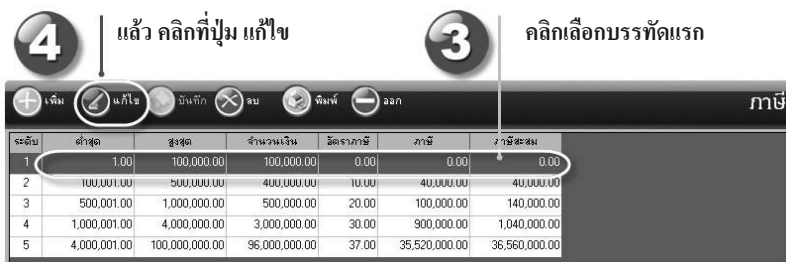 4 แล้ว คลิกที่ปุ่ม แก้ไข 3 คลิกเลือกบรรทัดแรก
เพิ่ม แก้ไข บันทึก ลบ พิมพ์ ออก ภาษี
ระดับ ต่ำสุด สูงสุด จำนวนเงิน อัตราภาษี ภาษี ภาษีสะสม
1 1.00 100,000.00 100,000.00 0.00 0.00 0.00
2 100,001.00 500,000.00 400,000.00 10.00 40,000.00 40,000.00
3 500,001.00 1,000,000.00 500,000.00 20.00 100,000.00 140,000.00
4 1,000,001.00 4,000,000.00 3,000,000.00 30.00 900,000.00 1,040,000.00
5 4,000,001.00 100,000,000.00 96,000,000.00 37.00 35,520,000.00 36,560,000.00